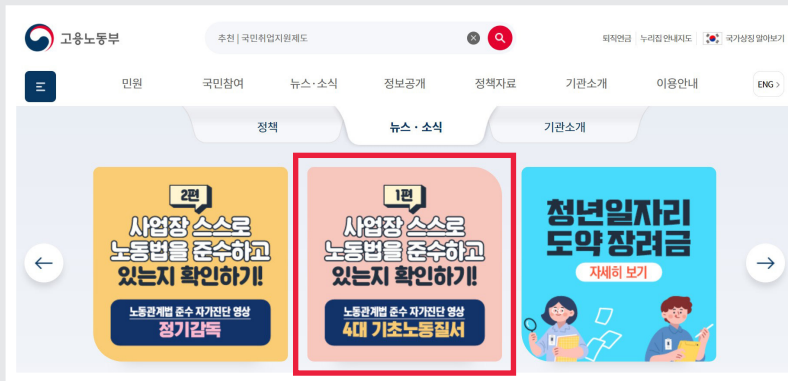 고용노동부
추천 | 국민취업지원제도
퇴직연금 누리집 안내지도 국가상징 알아보기
민원 국민참여 뉴스·소식 정보공개 정책자료 기관소개 이용안내 ENG >
정책 뉴스·소식 기관소개
2편
사업장 스스로
노동법을 준수하고
있는지 확인하기!
노동관계법 준수 자가진단 영상
정기감독
1편
사업장 스스로
노동법을 준수하고
있는지 확인하기!
노동관계법 준수 자가진단 영상
4대 기초노동질서
청년일자리
도약 장려금
자세히 보기